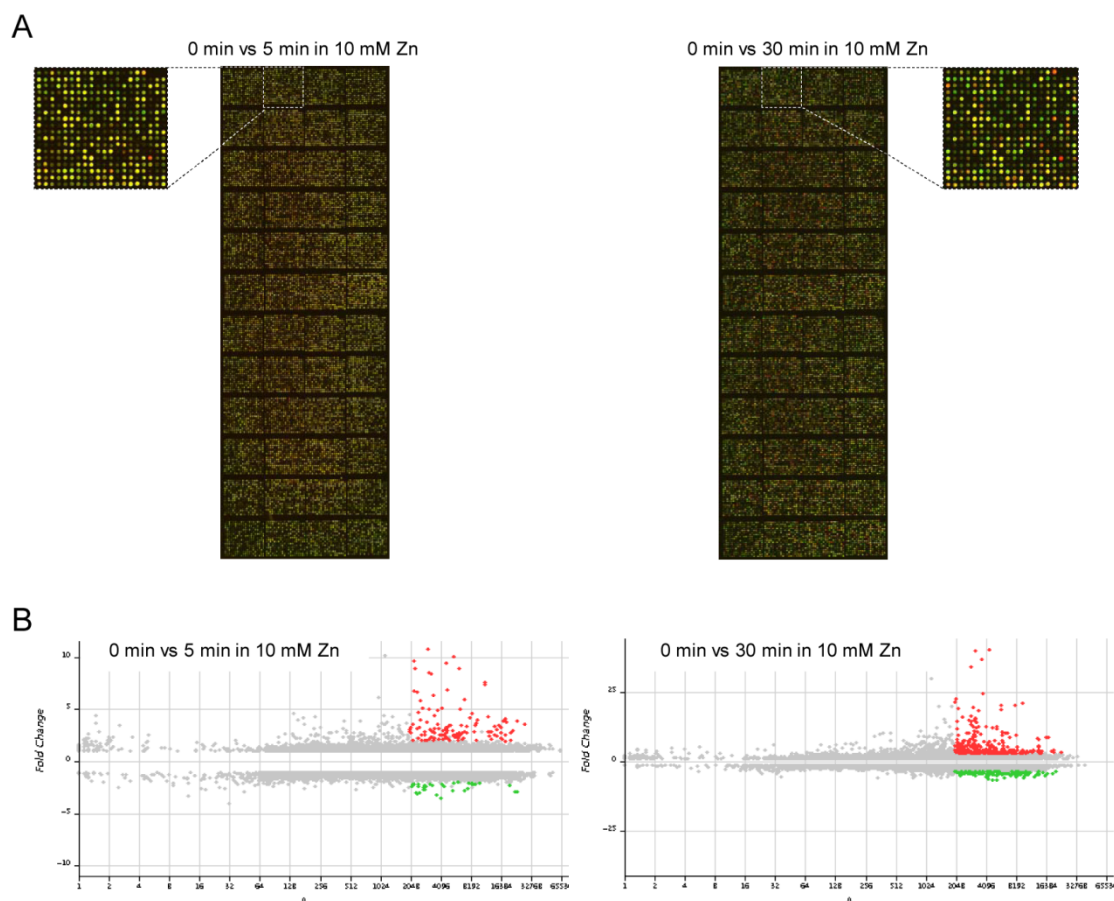 A
0 min vs 5 min in 10 mM Zn
0 min vs 30 min in 10 mM Zn
B
0 min vs 5 min in 10 mM Zn
0 min vs 30 min in 10 mM Zn
Fold Change
10
5
0
-5
-10
1 2 4 8 16 32 64 128 256 512 1024 2048 4096 8192 16384 32768 65536
Fold Change
25
0
-25
1 2 4 8 16 32 64 128 256 512 1024 2048 4096 8192 16384 32768 6553